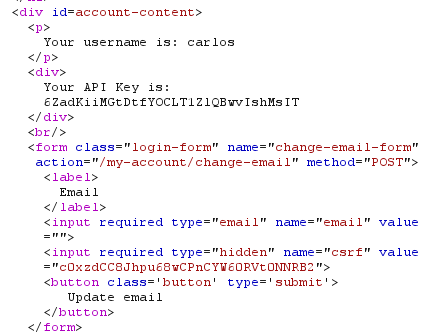 <div id=account-content>
<p>
Your username is: carlos
</p>
<div>
Your API Key is:
6ZadKiiMGtDtfYOCLT1ZlQBwvIshMsIT
</div>
<br/>
<form class="login-form" name="change-email-form"
action="/my-account/change-email" method="POST">
<label>
Email
</label>
<input required type="email" name="email" value
="">
<input required type="hidden" name="csrf" value
="c0xzdCC8Jhpu68wCPnCYW6ORVt0NNRB2">
<button class='button' type='submit'>
Update email
</button>
</form>